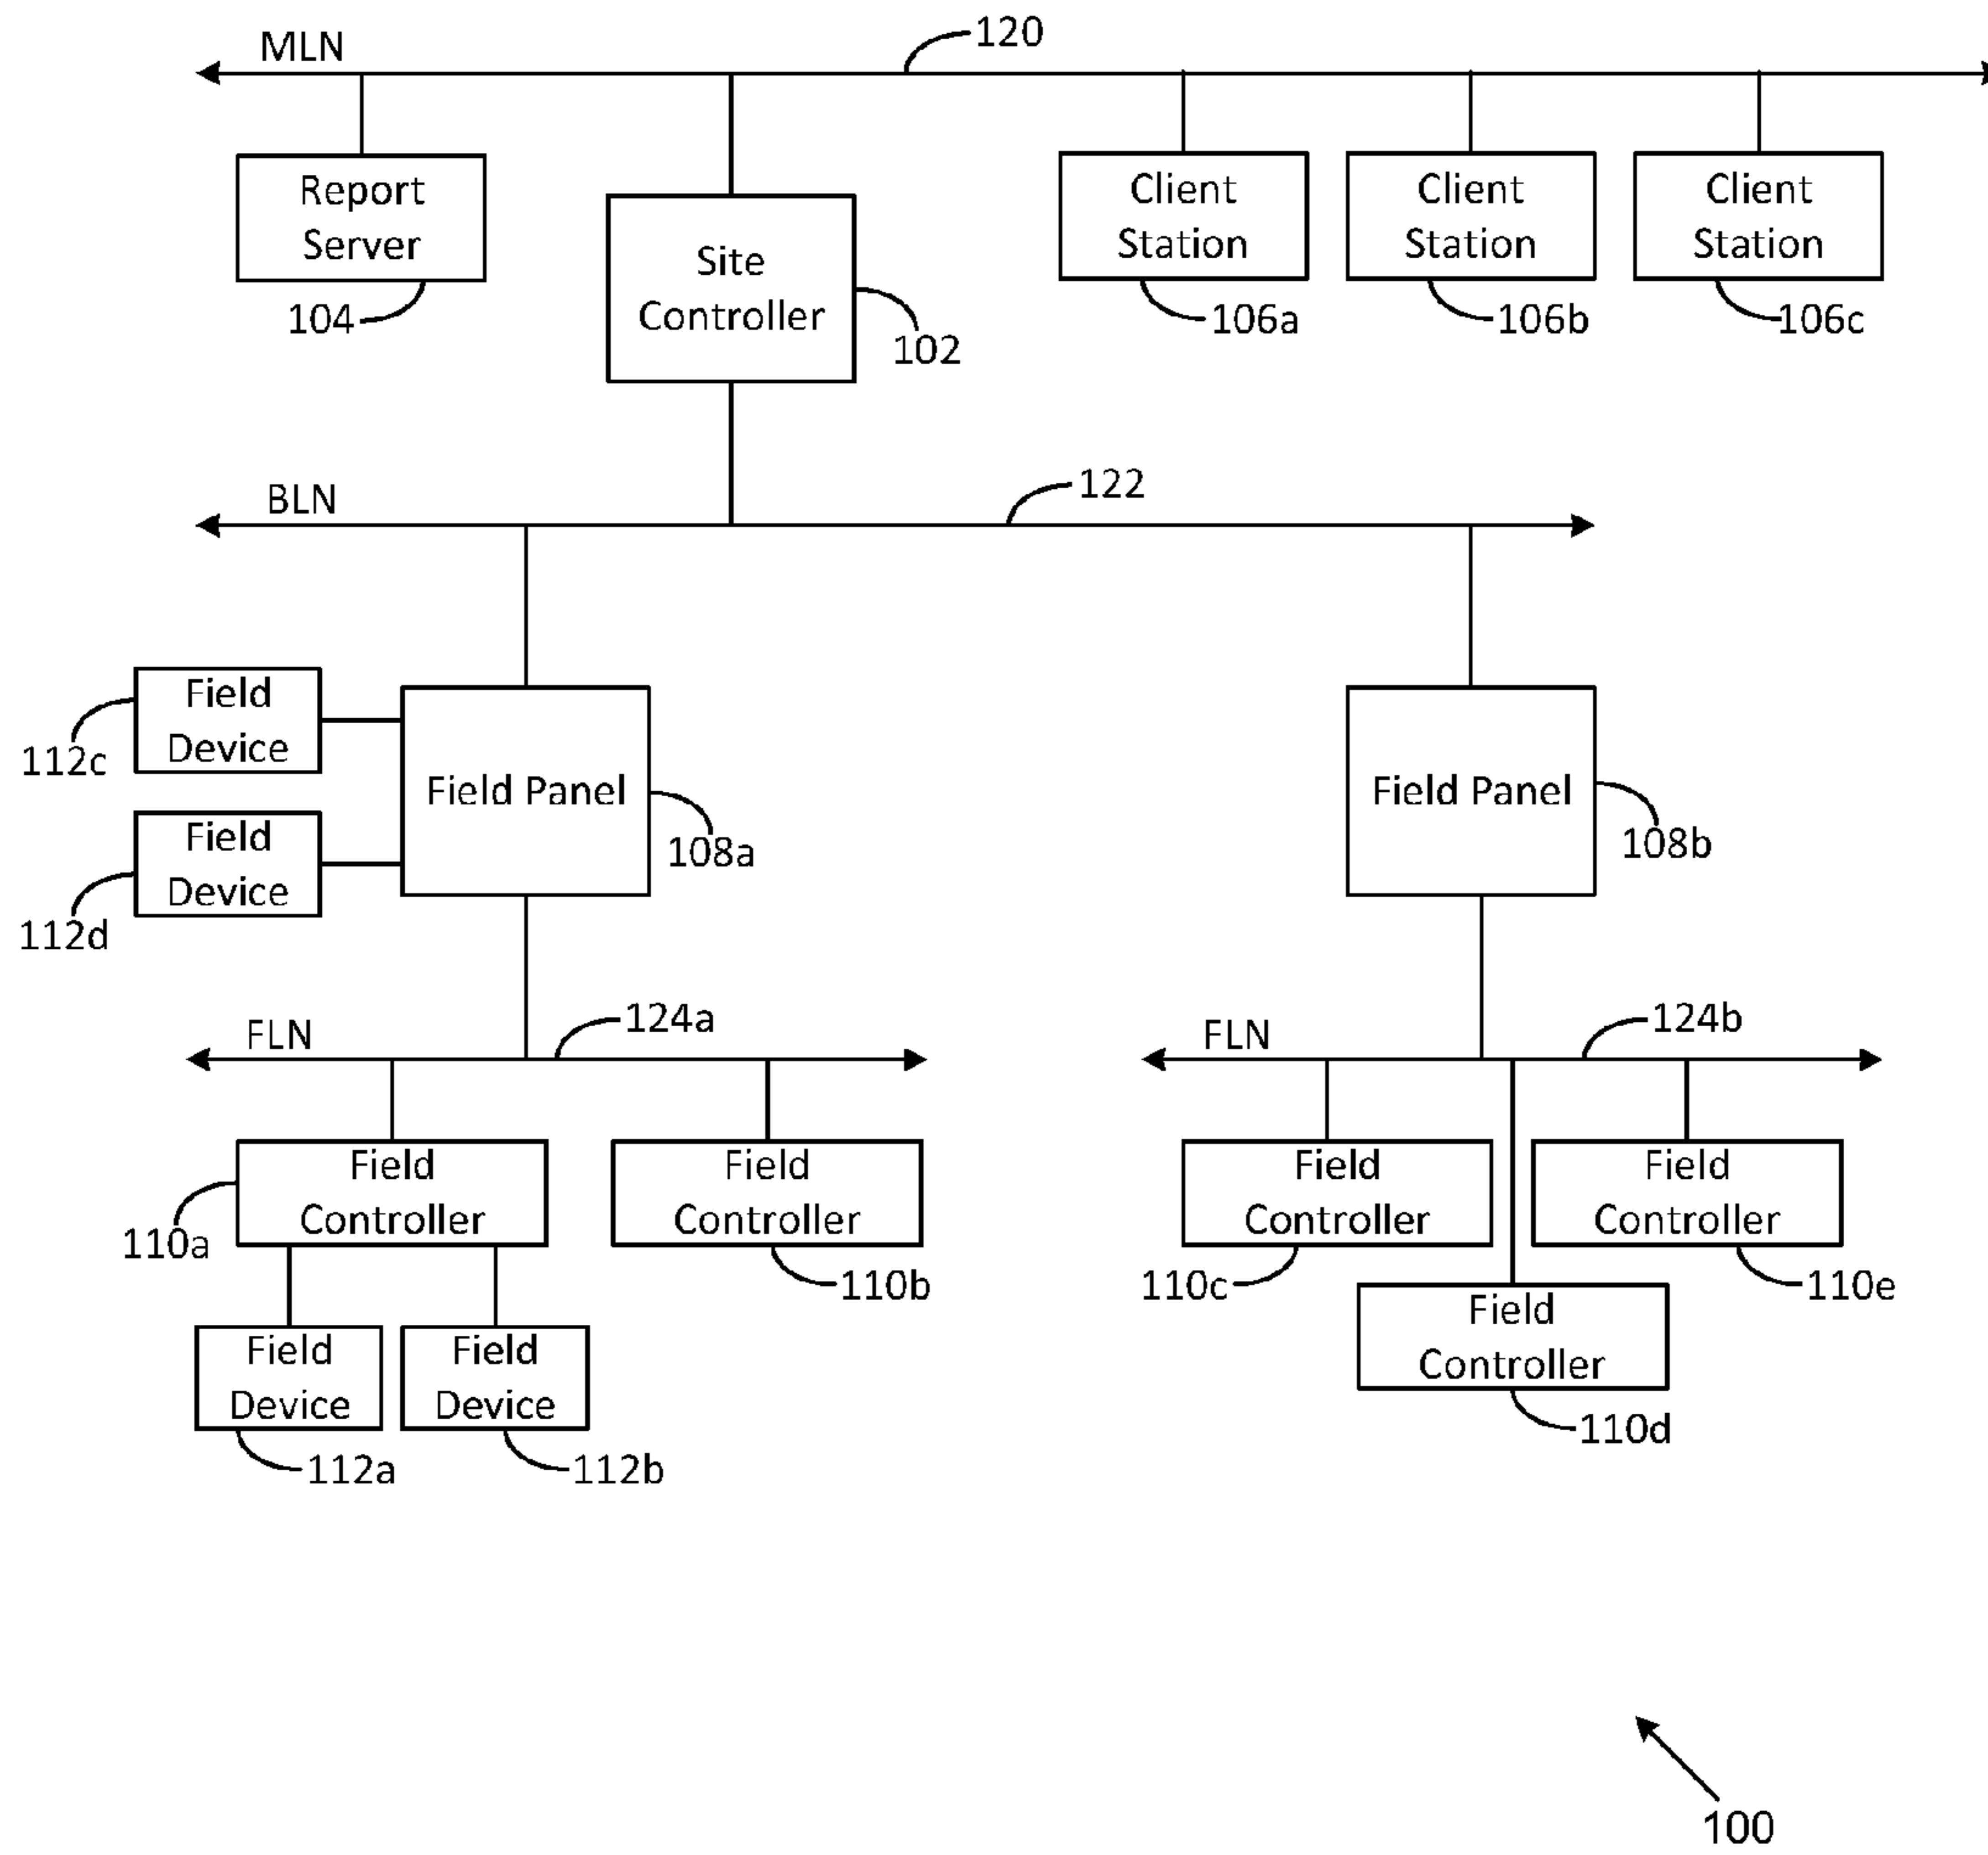 MLN
120
Report
Server
104
Site
Controller
102
Client
Station
106a
Client
Station
106b
Client
Station
106c
BLN
122
Field
Device
112c
Field
Device
112d
Field Panel
108a
Field Panel
108b
FLN
124a
FLN
124b
Field
Controller
110a
Field
Controller
110b
Field
Device
112a
Field
Device
112b
Field
Controller
110c
Field
Controller
110e
Field
Controller
110d
100